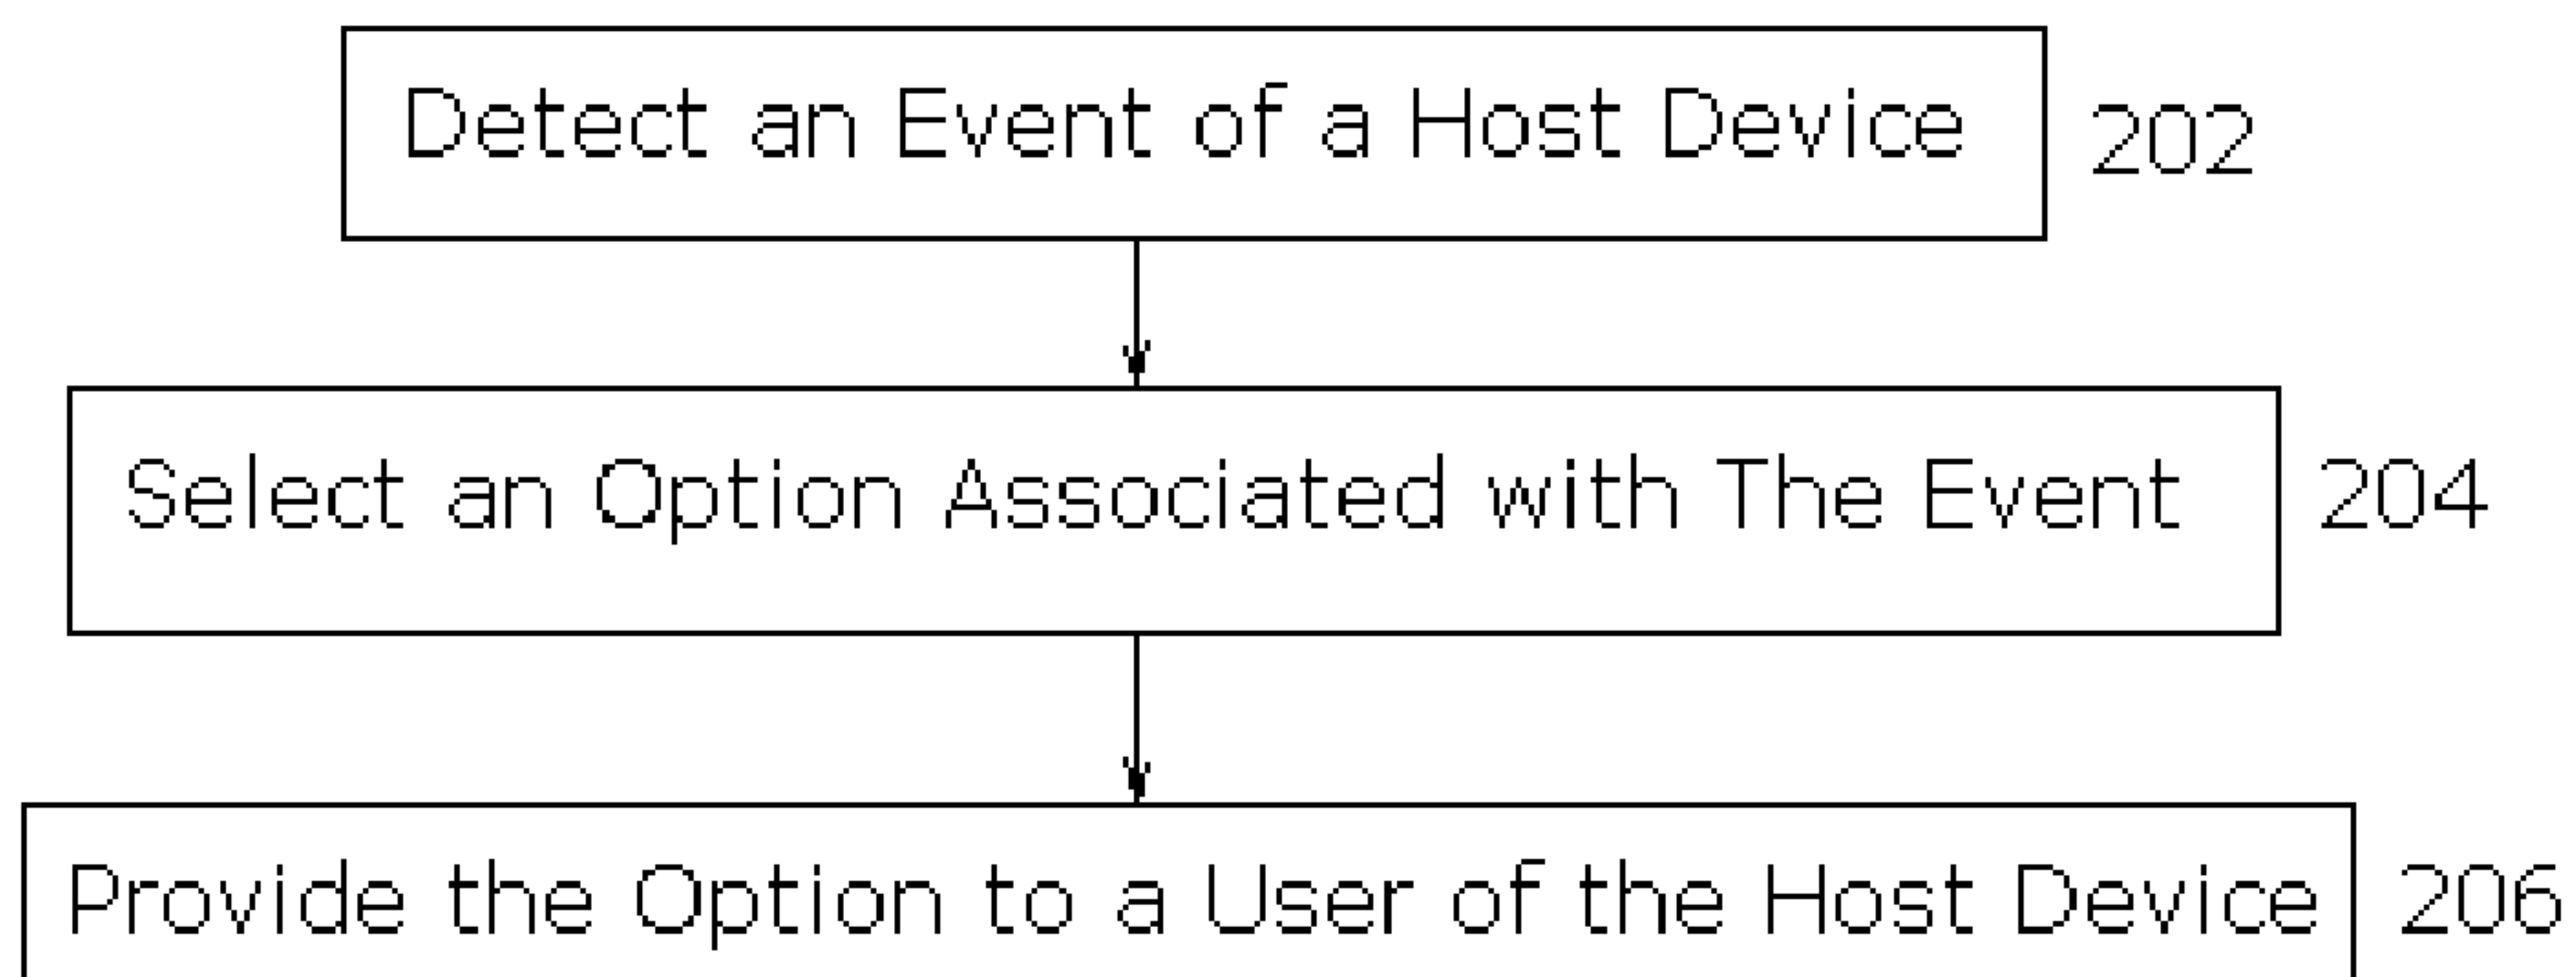 Detect an Event of a Host Device 202
Select an Option Associated with The Event 204
Provide the Option to a User of the Host Device 206